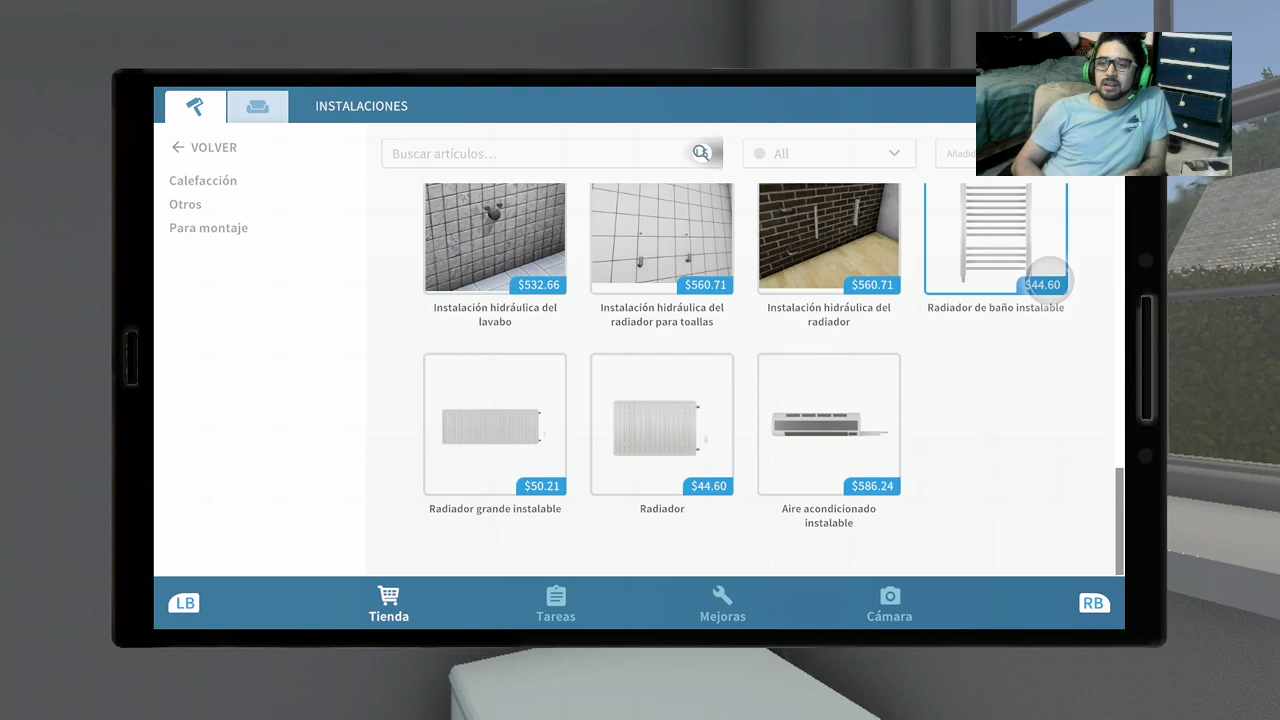 INSTALACIONES
VOLVER
Calefacción
Otros
Para montaje
Buscar artículos...
All
Añadid
$532.66
$560.71
$560.71
$44.60
Instalación hidráulica del
lavabo
Instalación hidráulica del
radiador para toallas
Instalación hidráulica del
radiador
Radiador de baño instalable
$50.21
$44.60
$586.24
Radiador grande instalable
Radiador
Aire acondicionado
instalable
LB
Tienda
Tareas
Mejoras
Cámara
RB